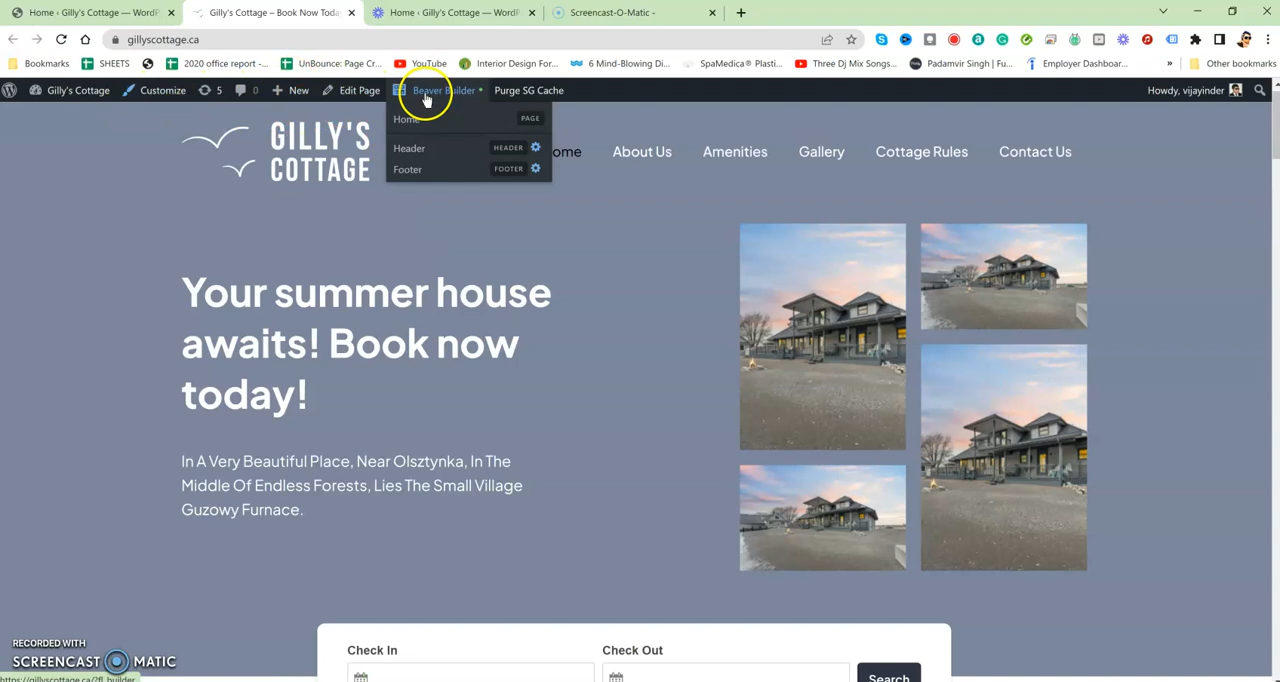 Home ‹ Gilly's Cottage — WordP
Gilly's Cottage – Book Now Toda
Home ‹ Gilly's Cottage — WordP
Screencast-O-Matic -
gillyscottage.ca
Bookmarks
SHEETS
2020 office report -...
UnBounce: Page Cr...
YouTube
Interior Design For...
6 Mind-Blowing Di...
SpaMedica® Plasti...
Three Dj Mix Songs...
Padamvir Singh | Fu...
Employer Dashboar...
»
Other bookmarks
Gilly's Cottage
Customize
5
0
New
Edit Page
Beaver Builder •
Purge SG Cache
Howdy, vijayinder
Home
PAGE
Header
HEADER
Footer
FOOTER
GILLY'S
COTTAGE
ome
About Us
Amenities
Gallery
Cottage Rules
Contact Us
Your summer house
awaits! Book now
today!
In A Very Beautiful Place, Near Olsztynka, In The
Middle Of Endless Forests, Lies The Small Village
Guzowy Furnace.
Check In
Check Out
Search
RECORDED WITH
SCREENCAST MATIC
https://gillyscottage.ca/?fl_builder